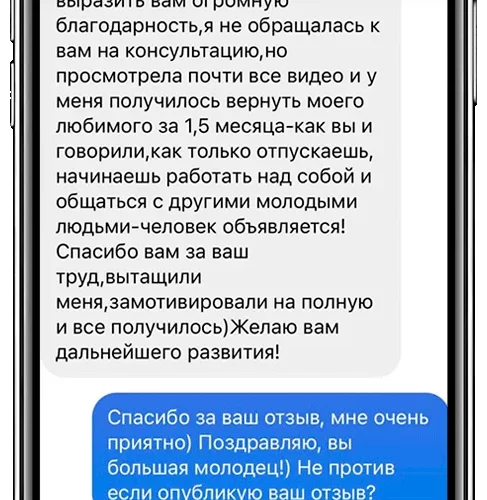 выразить вам огромную
благодарность,я не обращалась к
вам на консультацию,но
просмотрела почти все видео и у
меня получилось вернуть моего
любимого за 1,5 месяца-как вы и
говорили,как только отпускаешь,
начинаешь работать над собой и
общаться с другими молодыми
людьми-человек объявляется!
Спасибо вам за ваш
труд,вытащили
меня,замотивировали на полную
и все получилось)Желаю вам
дальнейшего развития!
Спасибо за ваш отзыв, мне очень
приятно) Поздравляю, вы
большая молодец!) Не против
если опубликую ваш отзыв?